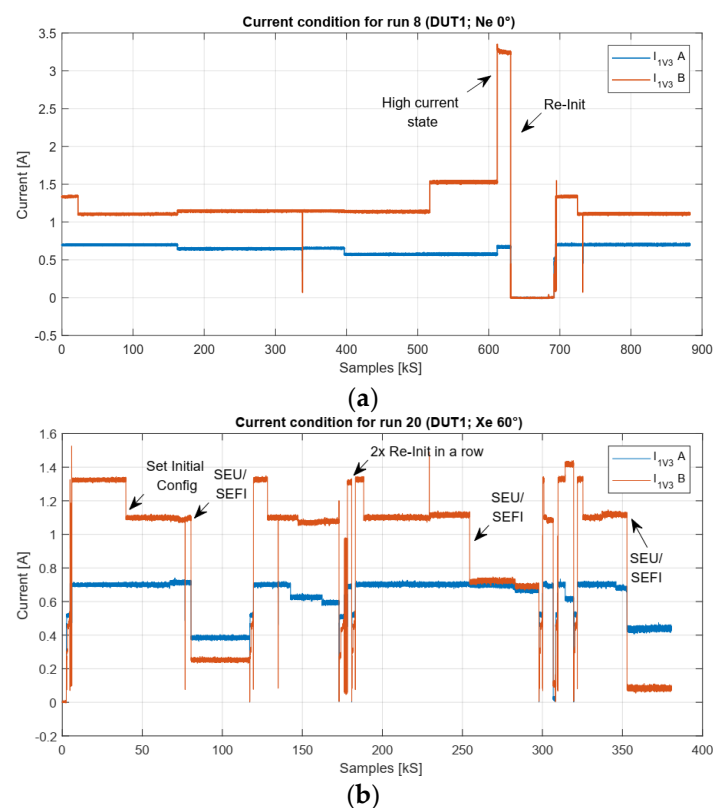 Current condition for run 8 (DUT1; Ne 0°)
3.5
3
2.5
2
1.5
1
0.5
0
-0.5
Current [A]
I1V3 A
I1V3 B
High current
state
Re-Init
0 100 200 300 400 500 600 700 800 900
Samples [kS]
(a)
Current condition for run 20 (DUT1; Xe 60°)
1.6
1.4
1.2
1
0.8
0.6
0.4
0.2
0
-0.2
Current [A]
I1V3 A
I1V3 B
2x Re-Init in a row
Set Initial
Config
SEU/
SEFI
SEU/
SEFI
SEU/
SEFI
0 50 100 150 200 250 300 350 400
Samples [kS]
(b)